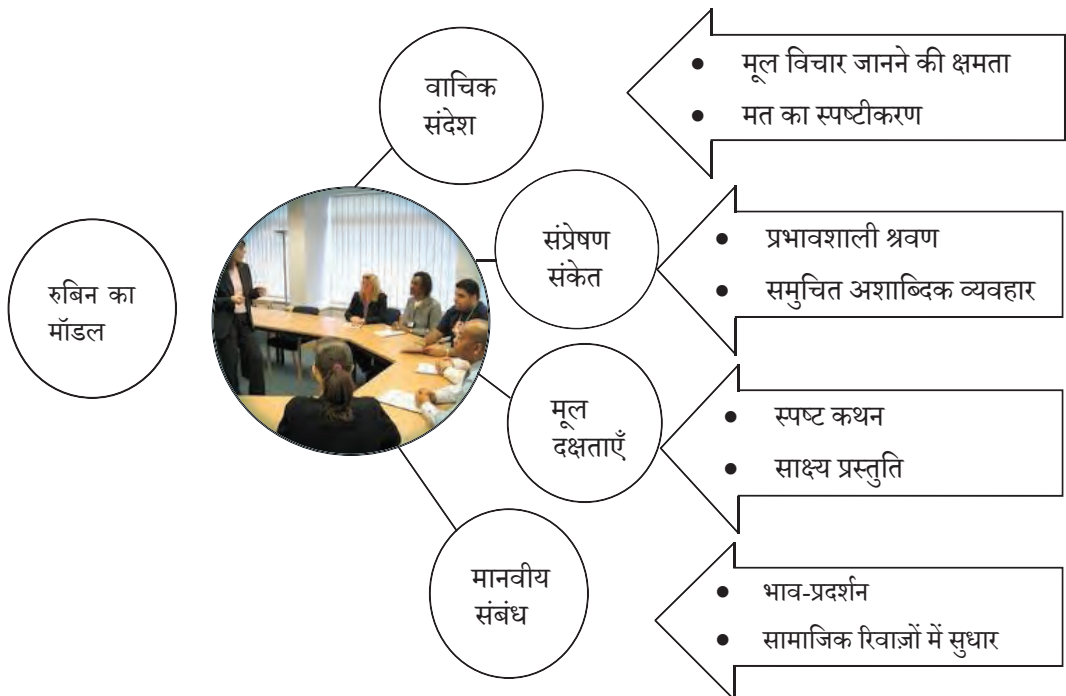 रुबिन का
मॉडल
वाचिक
संदेश
• मूल विचार जानने की क्षमता
• मत का स्पष्टीकरण
संप्रेषण
संकेत
• प्रभावशाली श्रवण
• समुचित अशाब्दिक व्यवहार
मूल
दक्षताएँ
• स्पष्ट कथन
• साक्ष्य प्रस्तुति
मानवीय
संबंध
• भाव-प्रदर्शन
• सामाजिक रिवाज़ों में सुधार